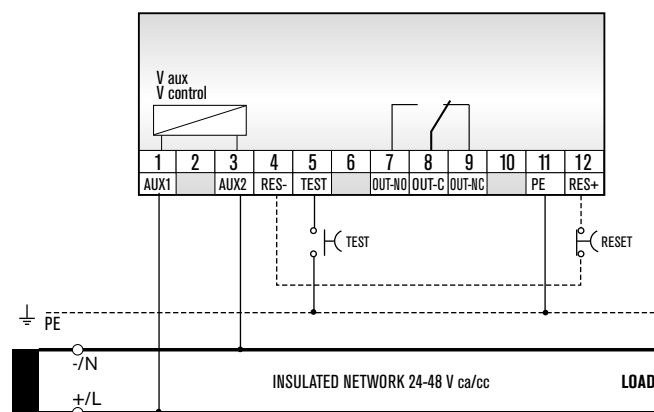 V aux
V control
1 2 3 4 5 6 7 8 9 10 11 12
AUX1 AUX2 RES- TEST OUT-NO OUT-C OUT-NC PE RES+
TEST
RESET
PE
-/N
INSULATED NETWORK 24-48 V ca/cc
LOAD
+/L